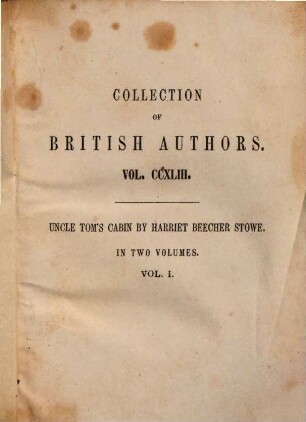 COLLECTION
OF
BRITISH AUTHORS.
VOL. CCXLIII.
UNCLE TOM'S CABIN BY HARRIET BEECHER STOWE.
IN TWO VOLUMES.
VOL. I.